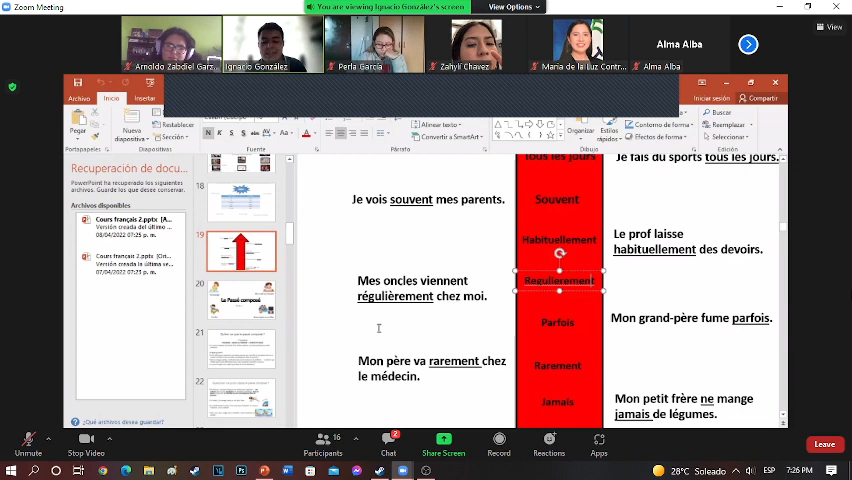 Zoom Meeting
You are viewing Ignacio González's screen
View Options
View
Arnoldo Zabdiel Garz...
Ignacio González
Perla García
Zaityli Chavez
Maria de la Luz Contr...
Alma Alba
Alma Alba
Archivo
Inicio
Insertar
Iniciar sesión
Compartir
Pegar
Nueva
diapositiva
Restablecer
Sección
N K S
Aa
A
Alinear texto
Convertir a SmartArt
Organizar
Estilos
rápidos
Contorno de forma
Efectos de forma
Buscar
Reemplazar
Seleccionar
Portapapeles
Diapositivas
Fuente
Párrafo
Dibujo
Edición
Recuperación de docu...
PowerPoint ha recuperado los siguientes
archivos. Guarde los que desee conservar.
Archivos disponibles
Cours français 2.pptx [A...
Versión creada del último ...
08/04/2022 07:25 p. m.
Cours français 2.pptx [Ori...
Versión creada la última ve...
07/04/2022 07:23 p. m.
¿Qué archivos desea guardar?
18
19
20
La Passé composé
21
22
Tous les jours
Je fais du sports tous les jours.
Je vois souvent mes parents.
Souvent
Habituellement
Le prof laisse
habituellement des devoirs.
Mes oncles viennent
régulièrement chez moi.
Regulierement
Parfois
Mon grand-père fume parfois.
Mon père va rarement chez
le médecin.
Rarement
Jamais
Mon petit frère ne mange
jamais de légumes.
Unmute
Stop Video
16
Participants
2
Chat
Share Screen
Record
Reactions
Apps
Leave
28°C Soleado
ESP
7:26 PM